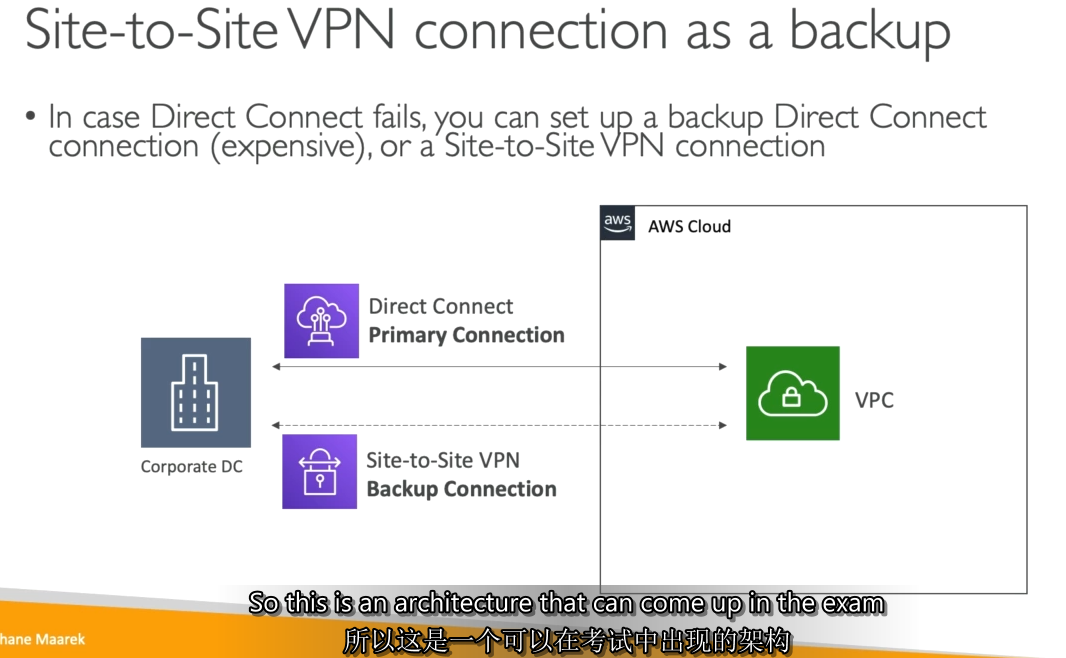 Site-to-Site VPN connection as a backup
• In case Direct Connect fails, you can set up a backup Direct Connect
connection (expensive), or a Site-to-Site VPN connection
aws
AWS Cloud
Direct Connect
Primary Connection
VPC
Corporate DC
Site-to-Site VPN
Backup Connection
So this is an architecture that can come up in the exam
所以这是一个可以在考试中出现的架构
hane Maarek